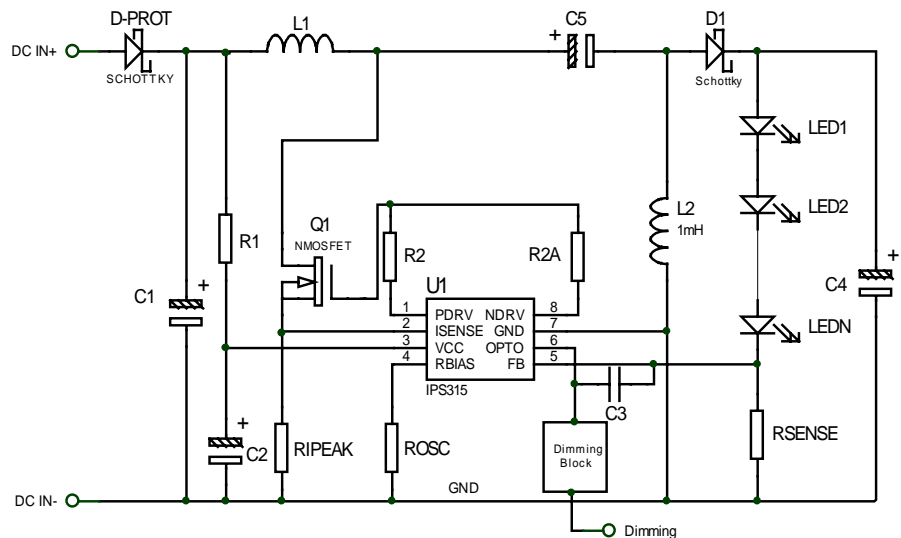 D-PROT
L1
C5
D1
DC IN+
SCHOTTKY
Schottky
+
LED1
LED2
LEDN
R1
Q1
NMOSFET
R2
R2A
L2
1mH
C1
+
C4
+
U1
1 PDRV NDRV 8
2 ISENSE GND 7
3 VCC OPTO 6
4 RBIAS FB 5
IPS315
C3
C2
+
RIPEAK
ROSC
Dimming
Block
RSENSE
DC IN-
GND
Dimming